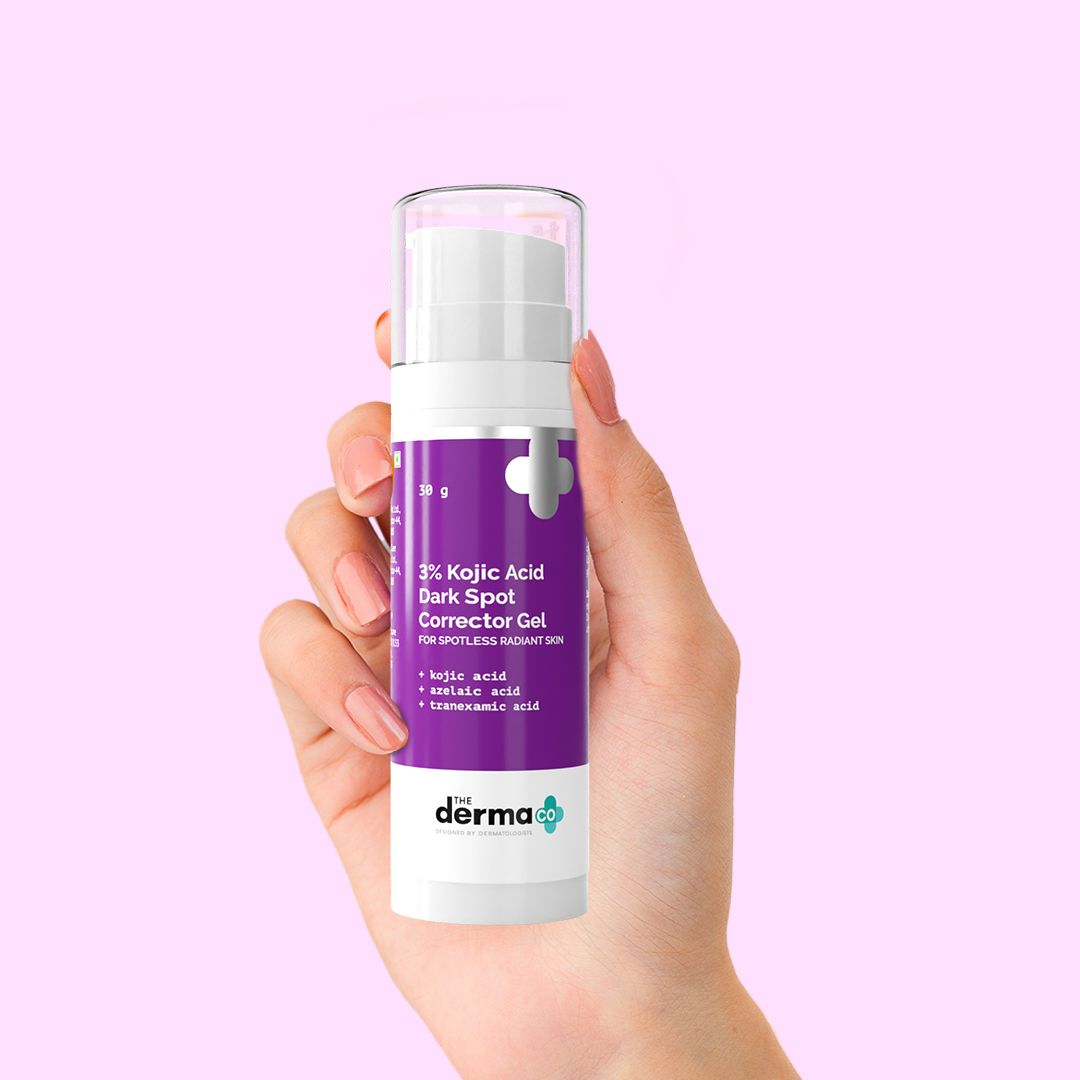 30 g
3% Kojic Acid
Dark Spot
Corrector Gel
FOR SPOTLESS RADIANT SKIN
+ kojic acid
+ azelaic acid
+ tranexamic acid
THE
derma co
DESIGNED BY DERMATOLOGISTS